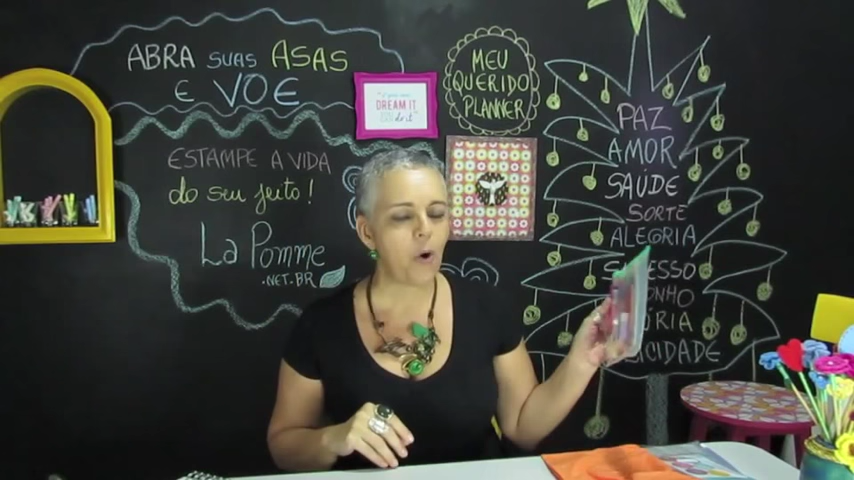 ABRA SUAS ASAS
E VOE
ESTAMPE A VIDA
do seu jeito!
La Pomme
.NET.BR
DREAM IT
MEU
QUERIDO
PLANNER
PAZ
AMOR
SAÚDE
SORTE
ALEGRIA